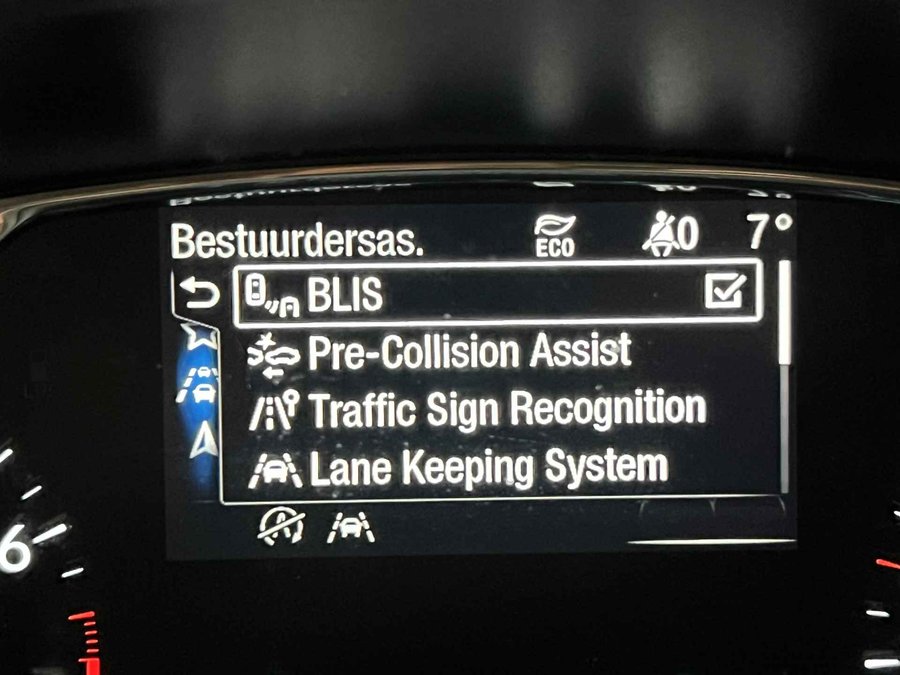 Bestuurdersas.
ECO
0
7°
BLIS
Pre-Collision Assist
Traffic Sign Recognition
Lane Keeping System
6